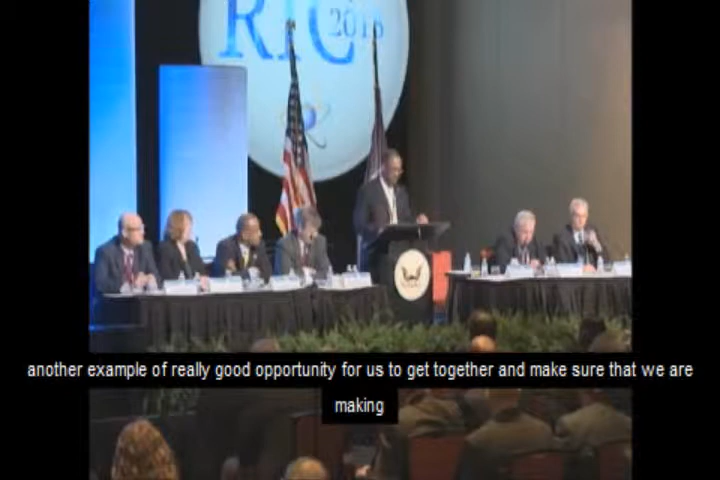 RIC
2016
another example of really good opportunity for us to get together and make sure that we are
making